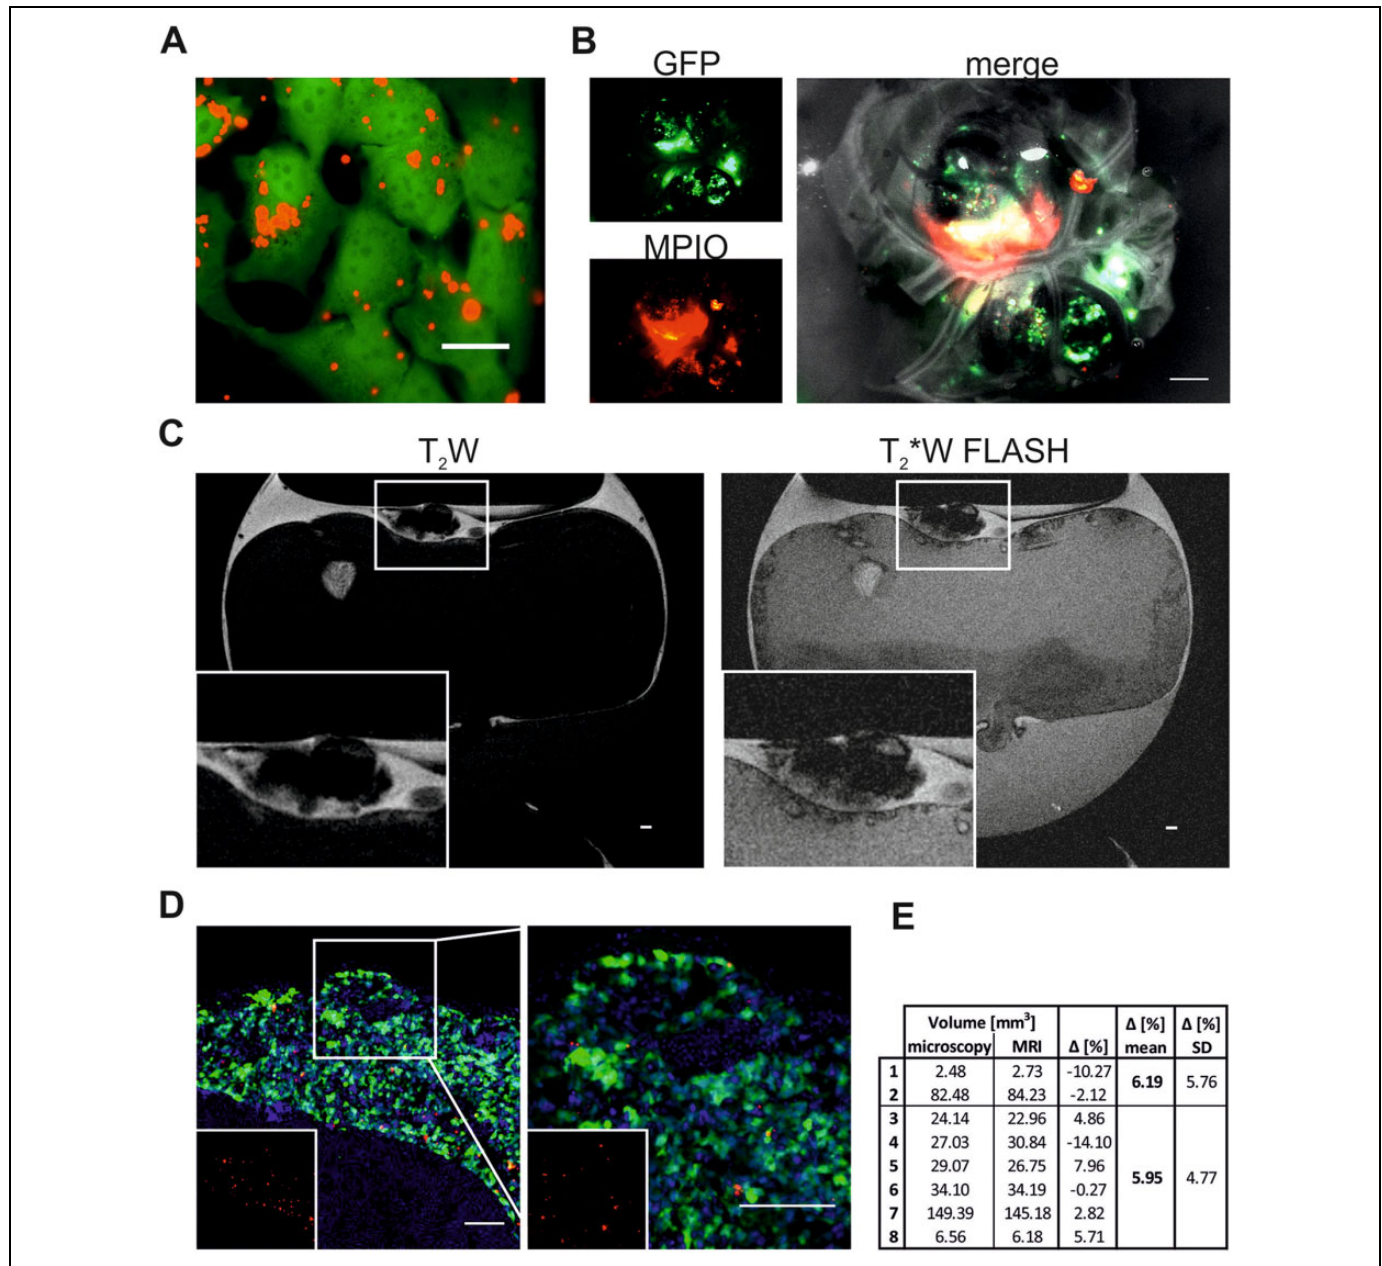 A
B
GFP
merge
MPIO
C
T₂W
T₂*W FLASH
D
E
Volume [mm³] Δ [%] Δ [%]
microscopy MRI Δ [%] mean SD
1 2.48 2.73 -10.27 6.19 5.76
2 82.48 84.23 -2.12
3 24.14 22.96 4.86
4 27.03 30.84 -14.10
5 29.07 26.75 7.96 5.95 4.77
6 34.10 34.19 -0.27
7 149.39 145.18 2.82
8 6.56 6.18 5.71